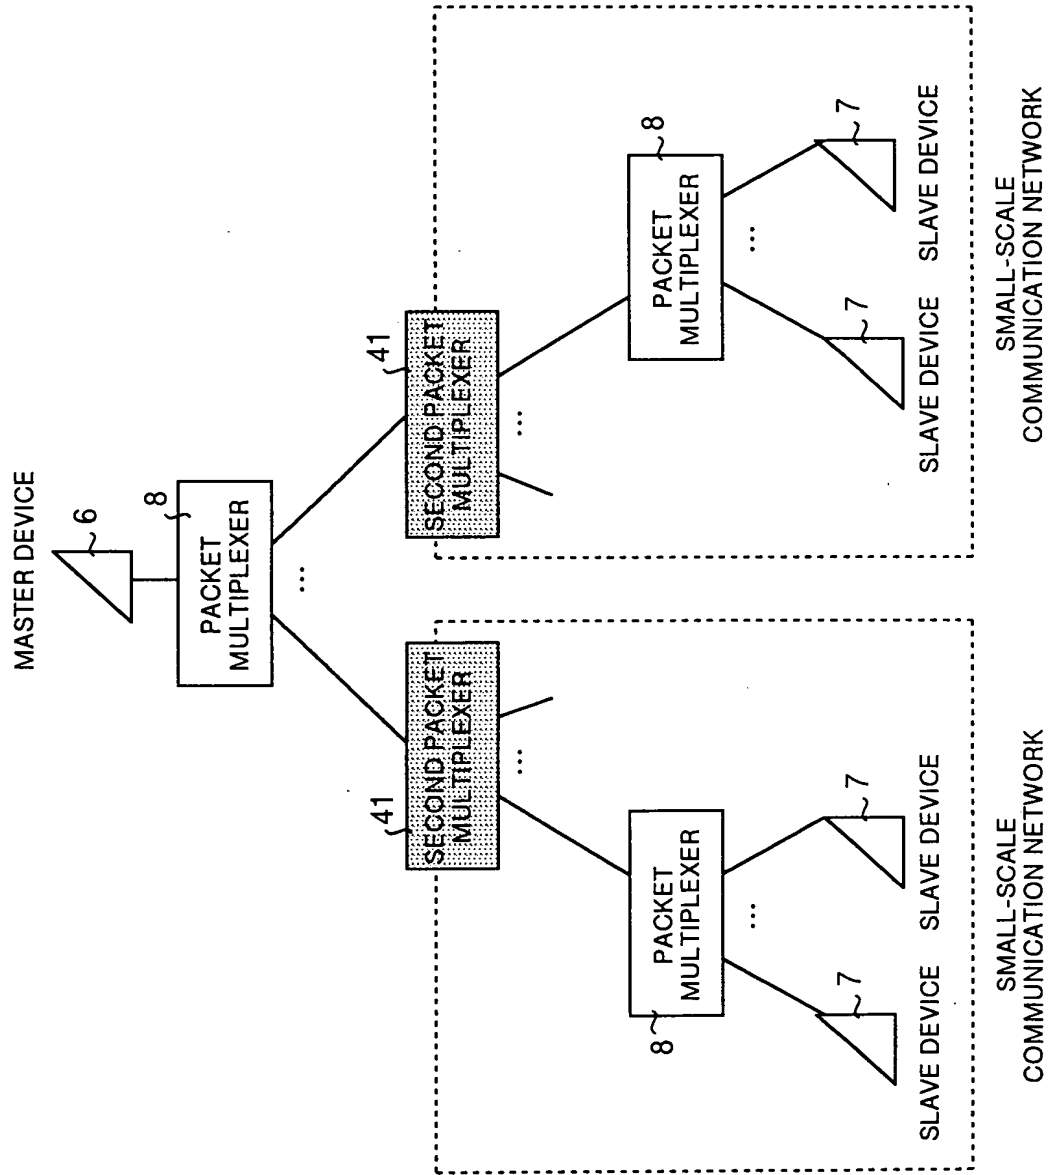 MASTER DEVICE
6
8
PACKET
MULTIPLEXER
...
41
SECOND PACKET
MULTIPLEXER
...
8
PACKET
MULTIPLEXER
...
7
SLAVE DEVICE
7
SLAVE DEVICE
SMALL-SCALE
COMMUNICATION NETWORK
41
SECOND PACKET
MULTIPLEXER
...
8
PACKET
MULTIPLEXER
...
7
SLAVE DEVICE
7
SLAVE DEVICE
SMALL-SCALE
COMMUNICATION NETWORK